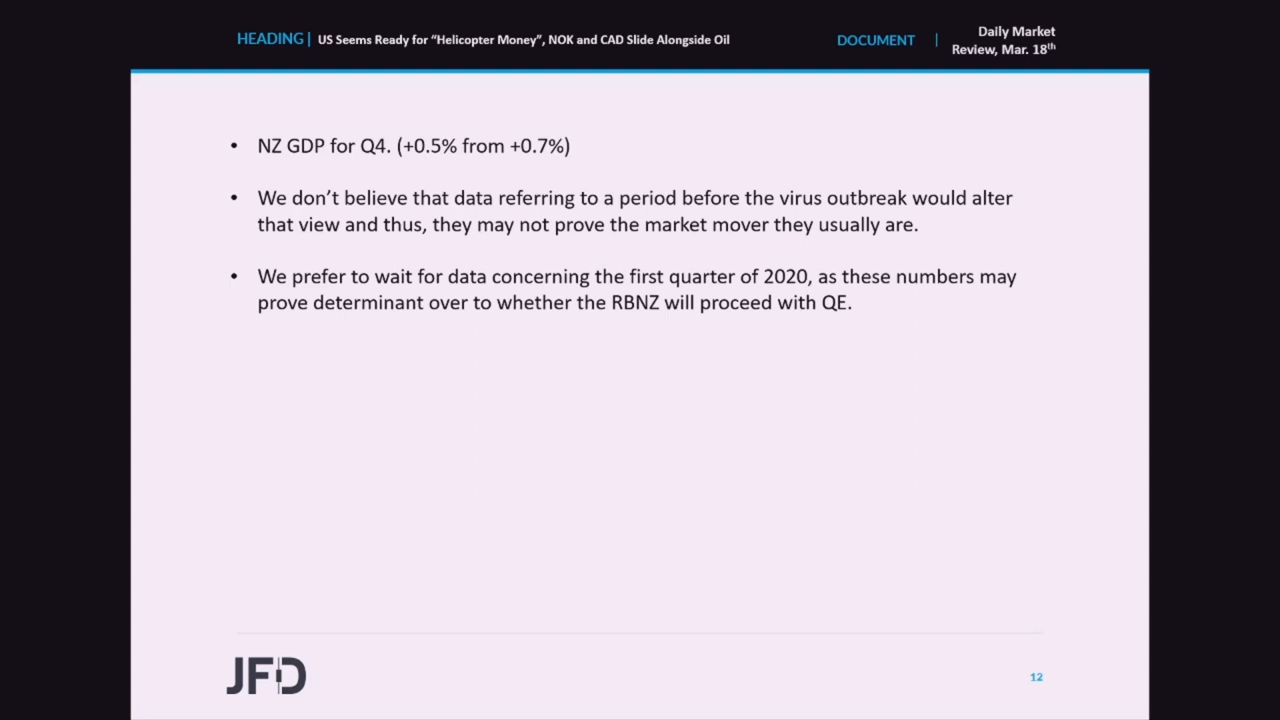 HEADING | US Seems Ready for “Helicopter Money”, NOK and CAD Slide Alongside Oil
DOCUMENT | Daily Market
Review, Mar. 18th
• NZ GDP for Q4. (+0.5% from +0.7%)
• We don’t believe that data referring to a period before the virus outbreak would alter
that view and thus, they may not prove the market mover they usually are.
• We prefer to wait for data concerning the first quarter of 2020, as these numbers may
prove determinant over to whether the RBNZ will proceed with QE.
JFD
12